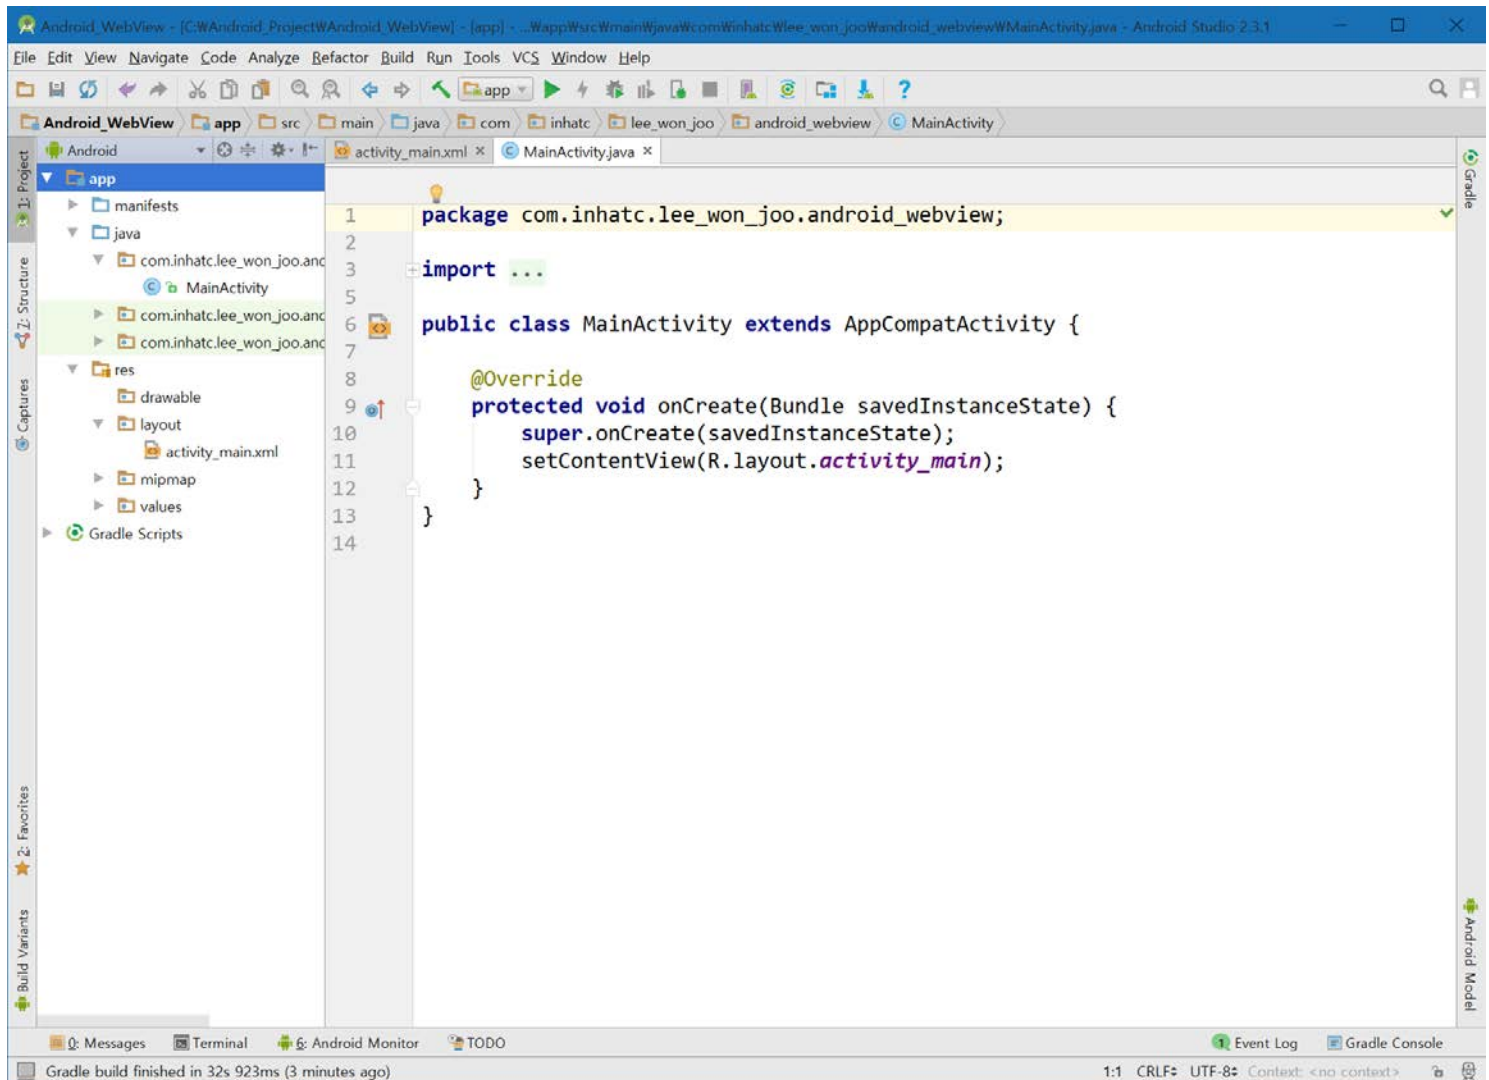 Android_WebView - [C:\Android_Project\Android_WebView] - [app] - ...\app\src\main\java\com\inhatc\lee_won_joo\android_webview\MainActivity.java - Android Studio 2.3.1
File Edit View Navigate Code Analyze Refactor Build Run Tools VCS Window Help
app
Android_WebView app src main java com inhatc lee_won_joo android_webview MainActivity
Android
activity_main.xml MainActivity.java
1: Project
Z: Structure
Captures
2: Favorites
Build Variants
app
manifests
java
com.inhatc.lee_won_joo.and
MainActivity
com.inhatc.lee_won_joo.and
com.inhatc.lee_won_joo.and
res
drawable
layout
activity_main.xml
mipmap
values
Gradle Scripts
1 package com.inhatc.lee_won_joo.android_webview;
2
3 import ...
5
6 public class MainActivity extends AppCompatActivity {
7
8 @Override
9 protected void onCreate(Bundle savedInstanceState) {
10 super.onCreate(savedInstanceState);
11 setContentView(R.layout.activity_main);
12 }
13 }
14
Gradle
Android Model
0: Messages Terminal 6: Android Monitor TODO 1 Event Log Gradle Console
Gradle build finished in 32s 923ms (3 minutes ago) 1:1 CRLF UTF-8 Context: <no context>